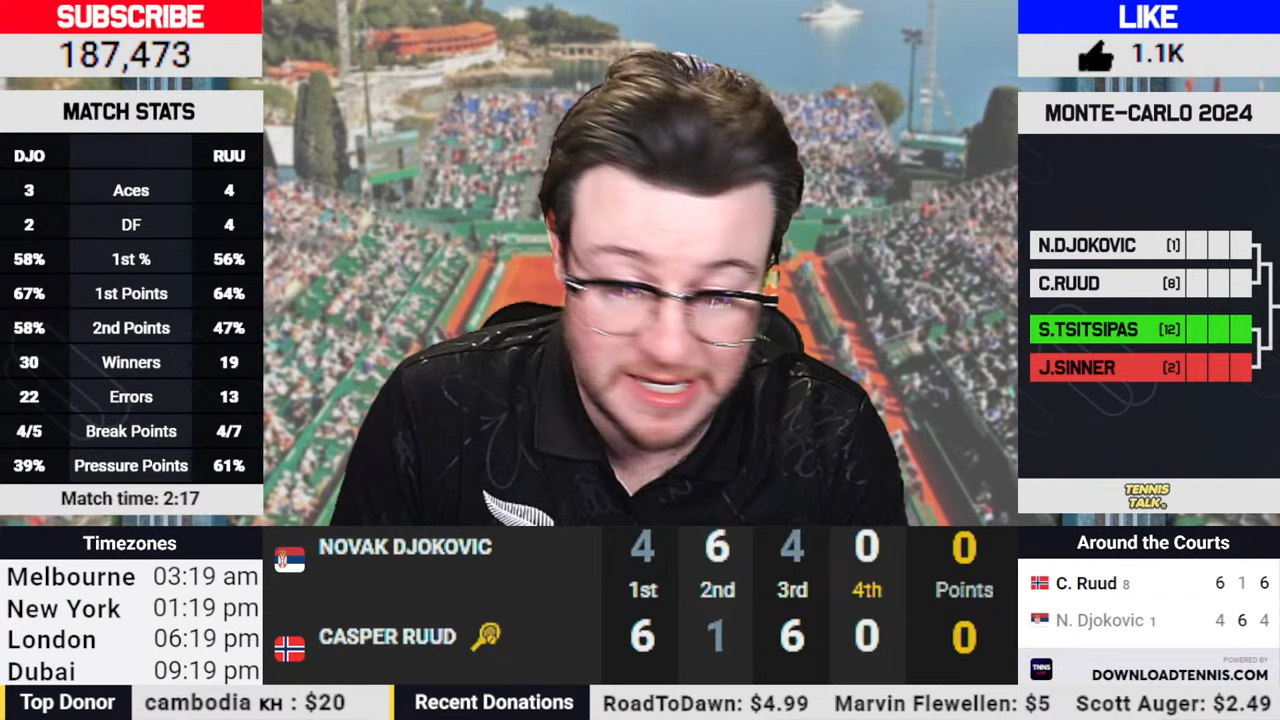 SUBSCRIBE
187,473
MATCH STATS
DJO RUU
3 Aces 4
2 DF 4
58% 1st % 56%
67% 1st Points 64%
58% 2nd Points 47%
30 Winners 19
22 Errors 13
4/5 Break Points 4/7
39% Pressure Points 61%
Match time: 2:17
LIKE
1.1K
MONTE-CARLO 2024
N.DJOKOVIC [1]
C.RUUD [8]
S.TSITSIPAS [12]
J.SINNER [2]
TENNIS
TALK.
Timezones
Melbourne 03:19 am
New York 01:19 pm
London 06:19 pm
Dubai 09:19 pm
NOVAK DJOKOVIC 4 6 4 0 0
1st 2nd 3rd 4th Points
CASPER RUUD 6 1 6 0 0
Around the Courts
C. Ruud 8 6 1 6
N. Djokovic 1 4 6 4
TNNS
POWERED BY
DOWNLOADTENNIS.COM
Top Donor cambodia KH : $20 Recent Donations RoadToDawn: $4.99 Marvin Flewellen: $5 Scott Auger: $2.49